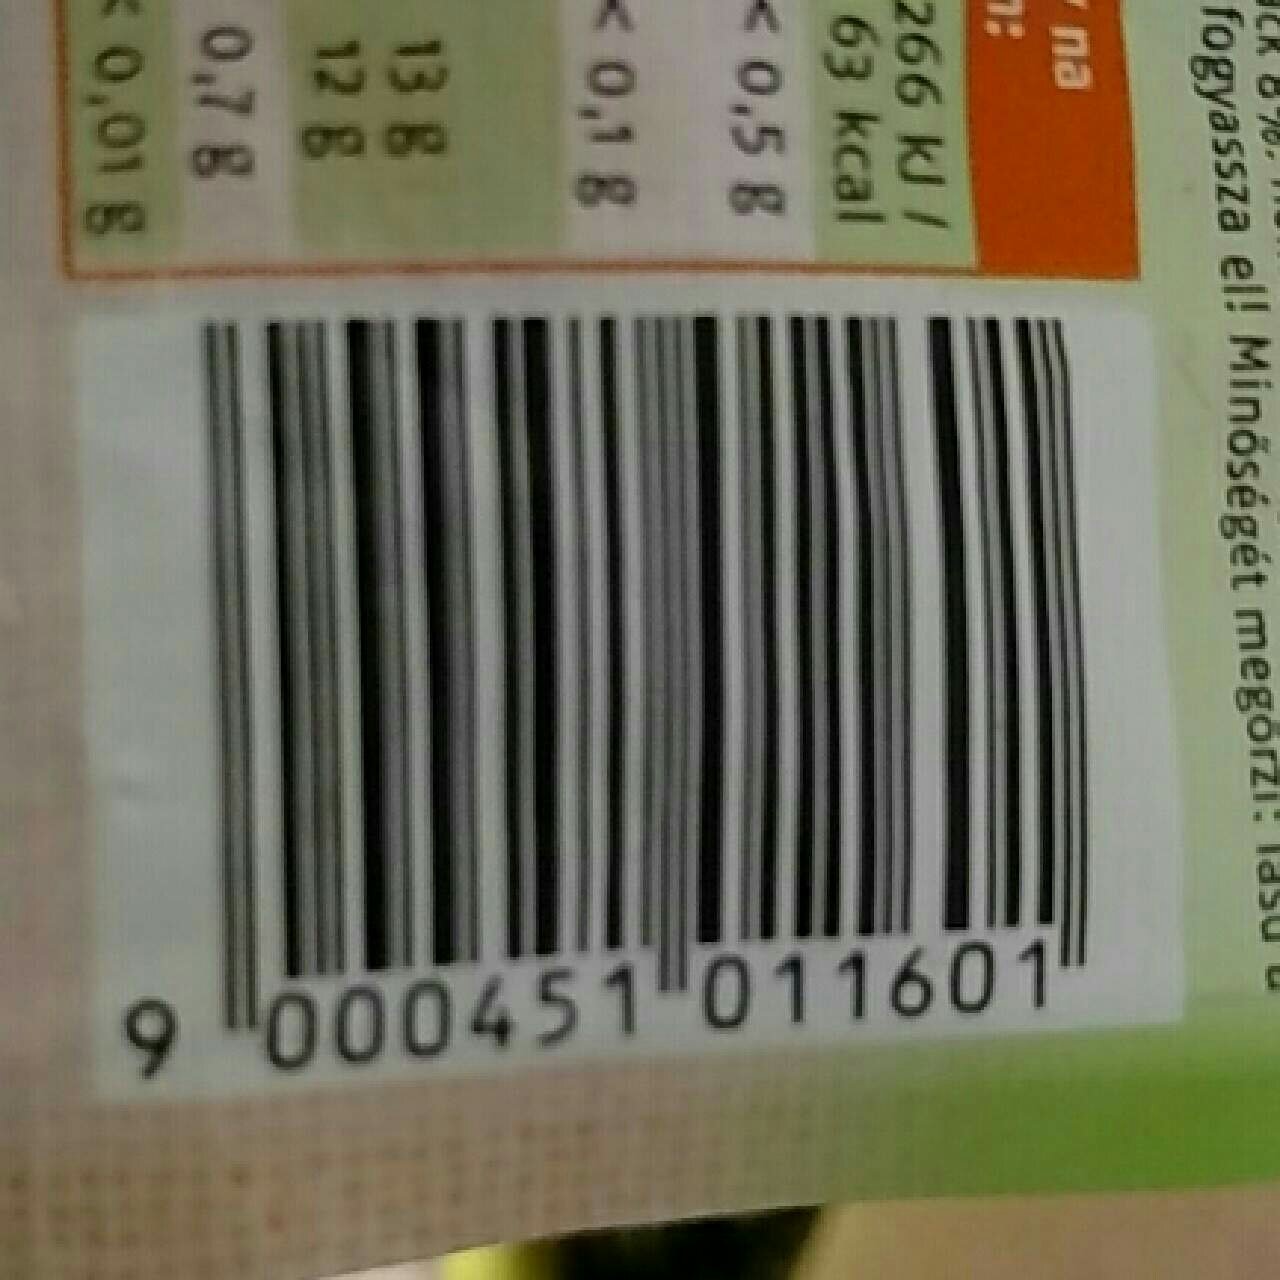 y na
n:
266 kJ /
63 kcal
< 0,5 g
< 0,1 g
13 g
12 g
0,7 g
< 0,01 g
fogyassza el! Minőségét megőrzi:
9 000451 011601